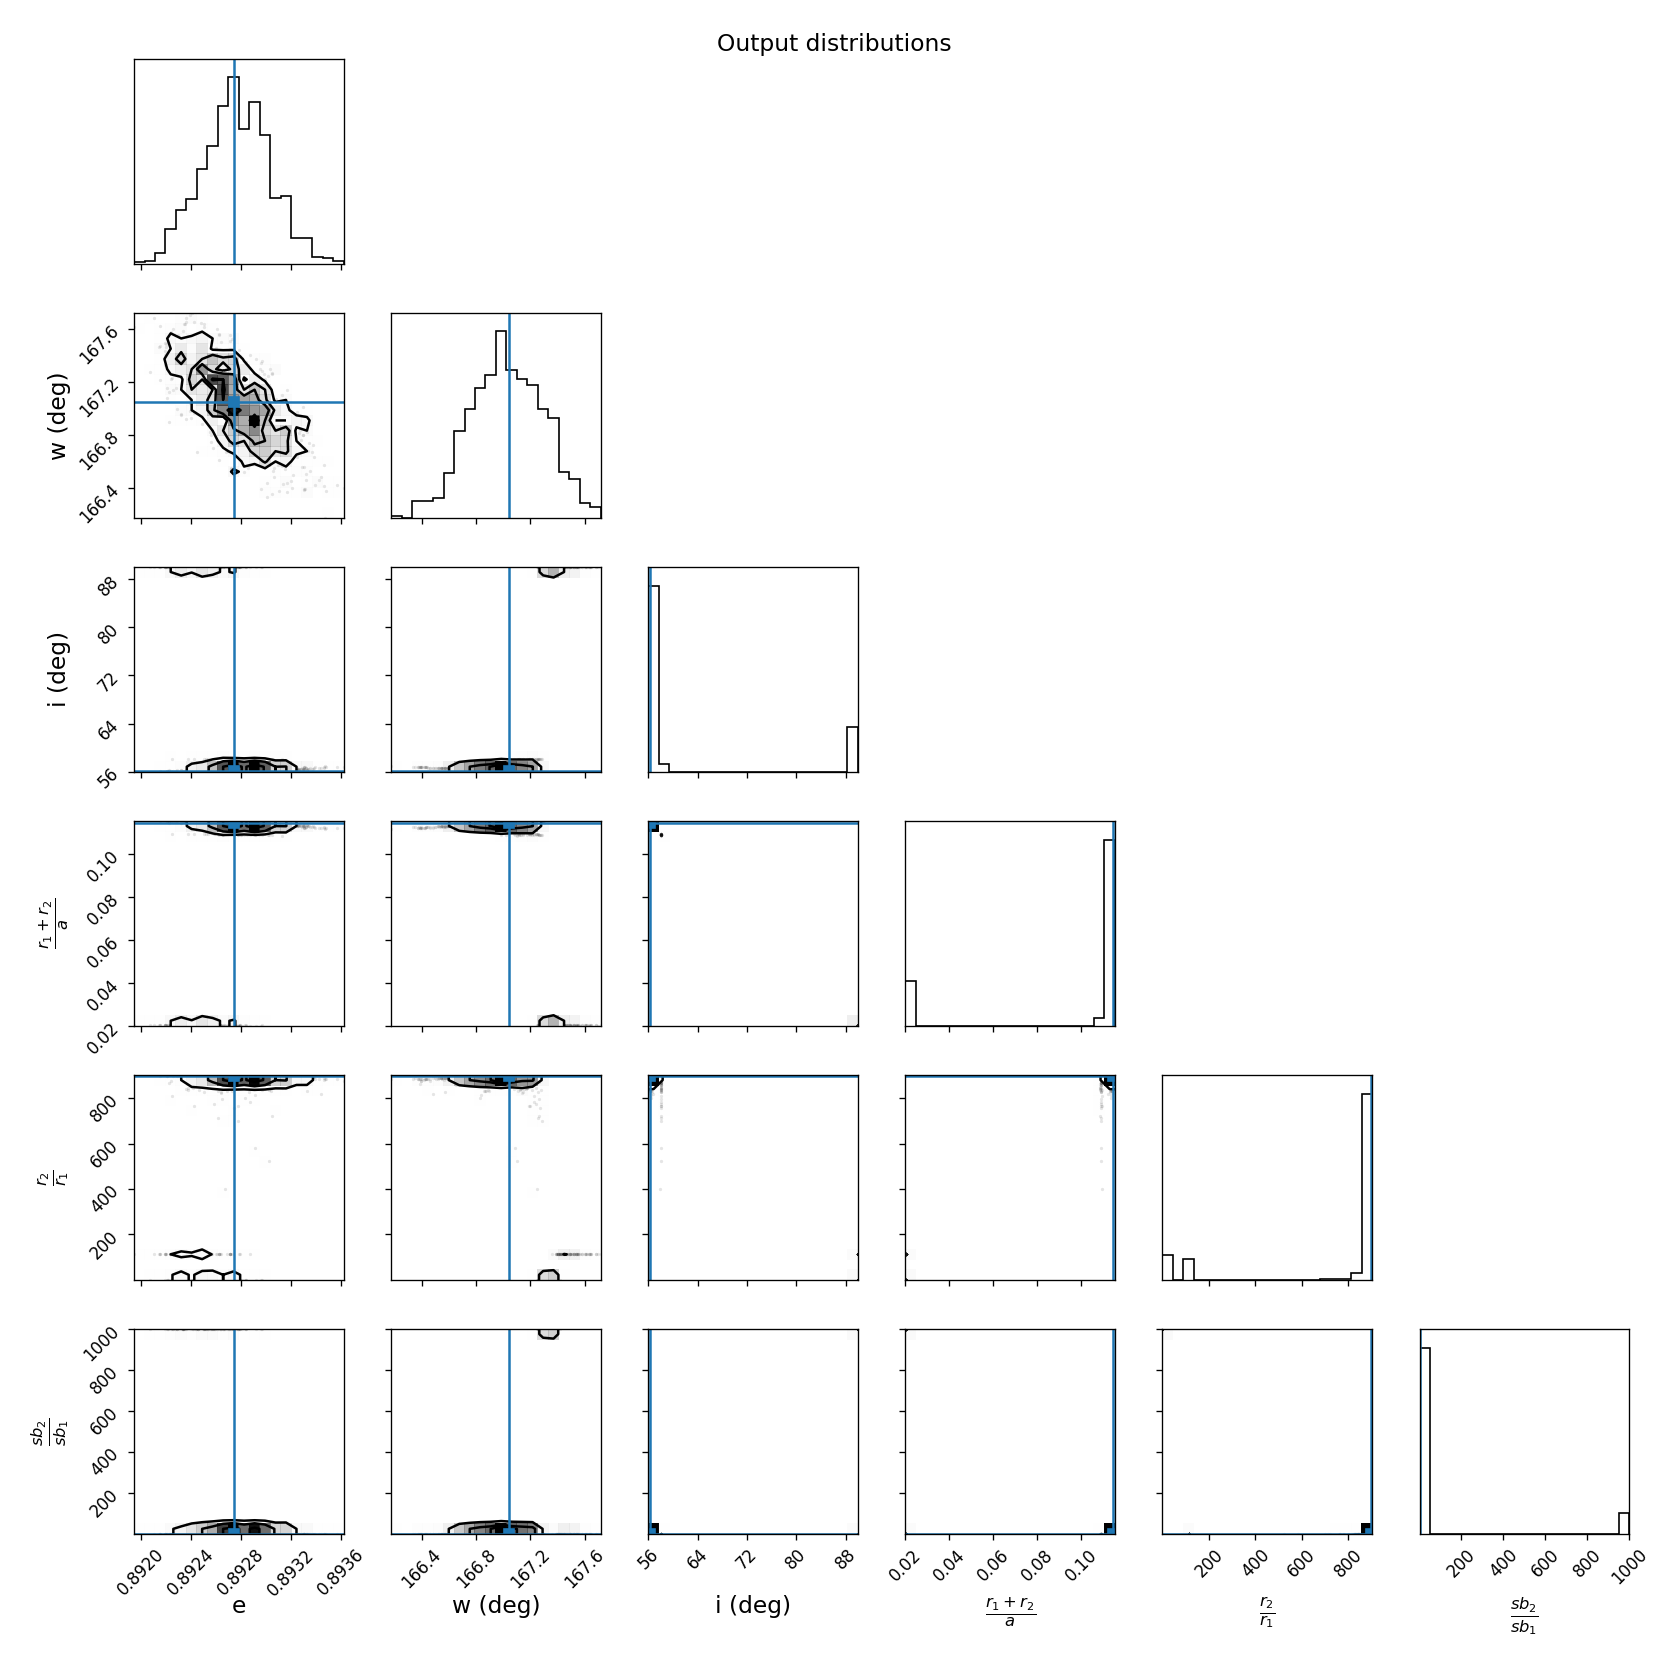 Output distributions
w (deg)
167.6
167.2
166.8
166.4
i (deg)
88
80
72
64
56
r₁ + r₂
a
0.10
0.08
0.06
0.04
0.02
r₂
r₁
800
600
400
200
sb₂
sb₁
1000
800
600
400
200
0.8920 0.8924 0.8928 0.8932 0.8936
e
166.4 166.8 167.2 167.6
w (deg)
56 64 72 80 88
i (deg)
0.02 0.04 0.06 0.08 0.10
r₁ + r₂
a
200 400 600 800
r₂
r₁
200 400 600 800 1000
sb₂
sb₁